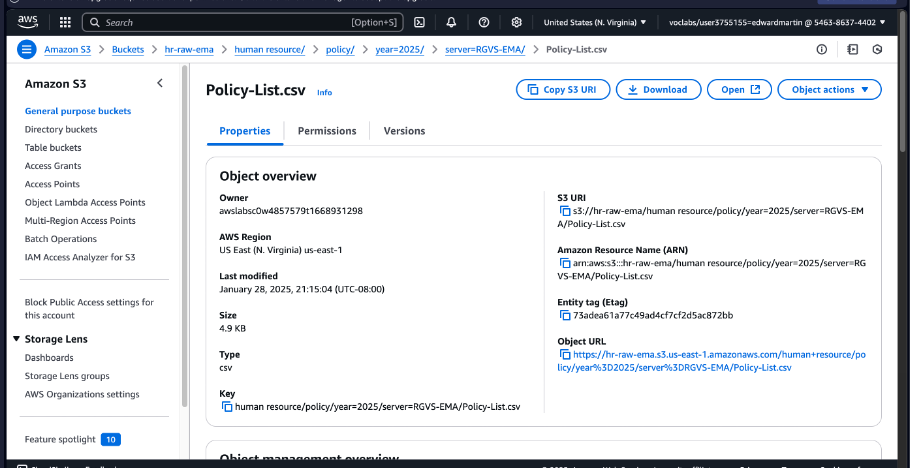 aws
Search [Option+S]
United States (N. Virginia) ▼
voclabs/user3755155=edwardmartin @ 5463-8637-4402 ▼
Amazon S3 > Buckets > hr-raw-ema > human resource/ > policy/ > year=2025/ > server=RGVS-EMA/ > Policy-List.csv
Amazon S3
General purpose buckets
Directory buckets
Table buckets
Access Grants
Access Points
Object Lambda Access Points
Multi-Region Access Points
Batch Operations
IAM Access Analyzer for S3
Block Public Access settings for
this account
▼ Storage Lens
Dashboards
Storage Lens groups
AWS Organizations settings
Feature spotlight 10
Policy-List.csv Info
Copy S3 URI
Download
Open
Object actions ▼
Properties
Permissions
Versions
Object overview
Owner
awslabsc0w4857579t1668931298
AWS Region
US East (N. Virginia) us-east-1
Last modified
January 28, 2025, 21:15:04 (UTC-08:00)
Size
4.9 KB
Type
csv
Key
human resource/policy/year=2025/server=RGVS-EMA/Policy-List.csv
S3 URI
s3://hr-raw-ema/human resource/policy/year=2025/server=RGVS-EM
A/Policy-List.csv
Amazon Resource Name (ARN)
arn:aws:s3:::hr-raw-ema/human resource/policy/year=2025/server=RG
VS-EMA/Policy-List.csv
Entity tag (Etag)
73adea61a77c49ad4cf7cf2d5ac872bb
Object URL
https://hr-raw-ema.s3.us-east-1.amazonaws.com/human+resource/po
licy/year%3D2025/server%3DRGVS-EMA/Policy-List.csv
Object management overview